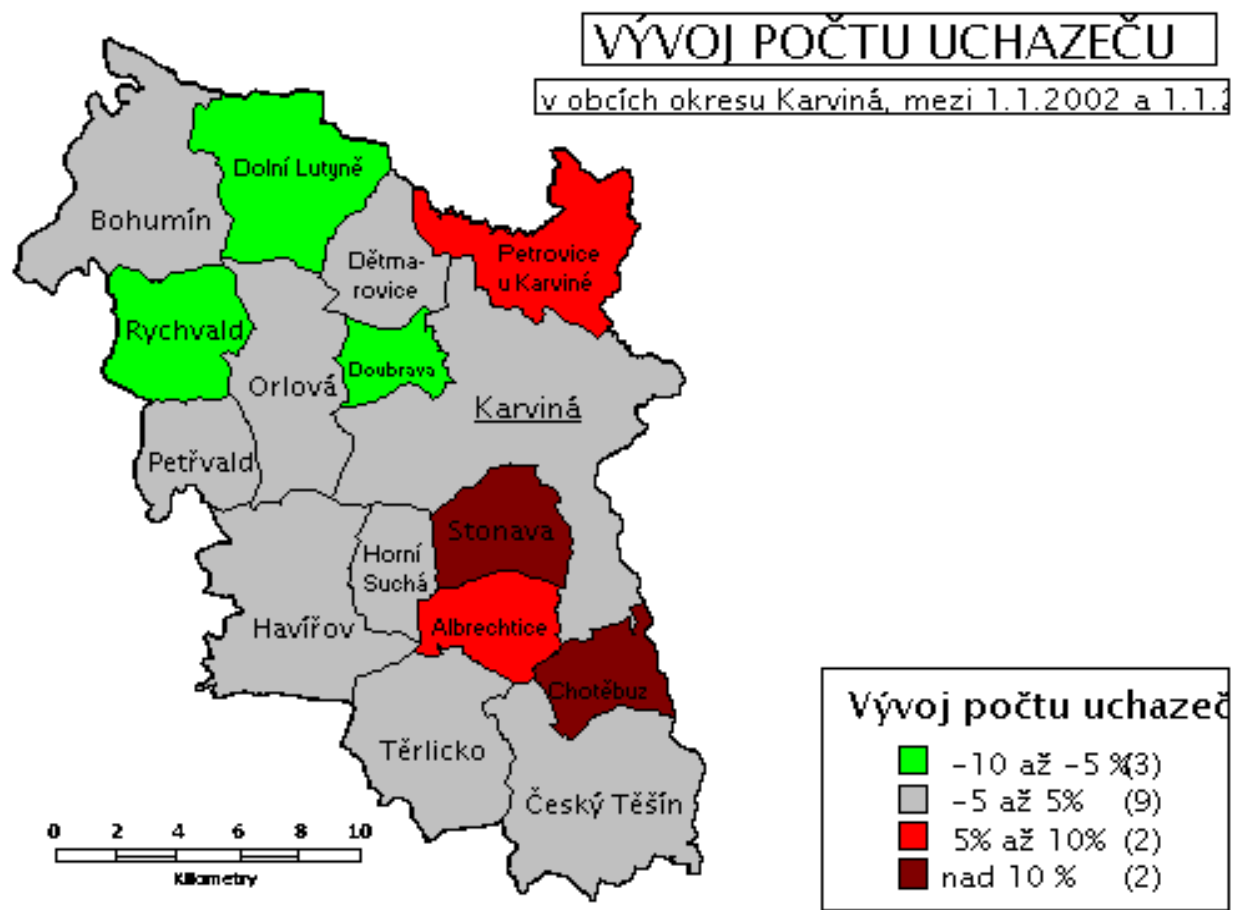 VÝVOJ POČTU UCHAZEČU
v obcích okresu Karviná, mezi 1.1.2002 a 1.1.2
Dolní Lutyně
Bohumín
Dětma-
rovice
Petrovice
u Karviné
Rychvald
Doubrava
Orlová
Karviná
Petřvald
Stonava
Horní
Suchá
Havířov
Albrechtice
Chotěbuz
Těrlicko
Český Těšín
0 2 4 6 8 10
Kilometry
Vývoj počtu uchazeč
-10 až -5 % (3)
-5 až 5% (9)
5% až 10% (2)
nad 10 % (2)